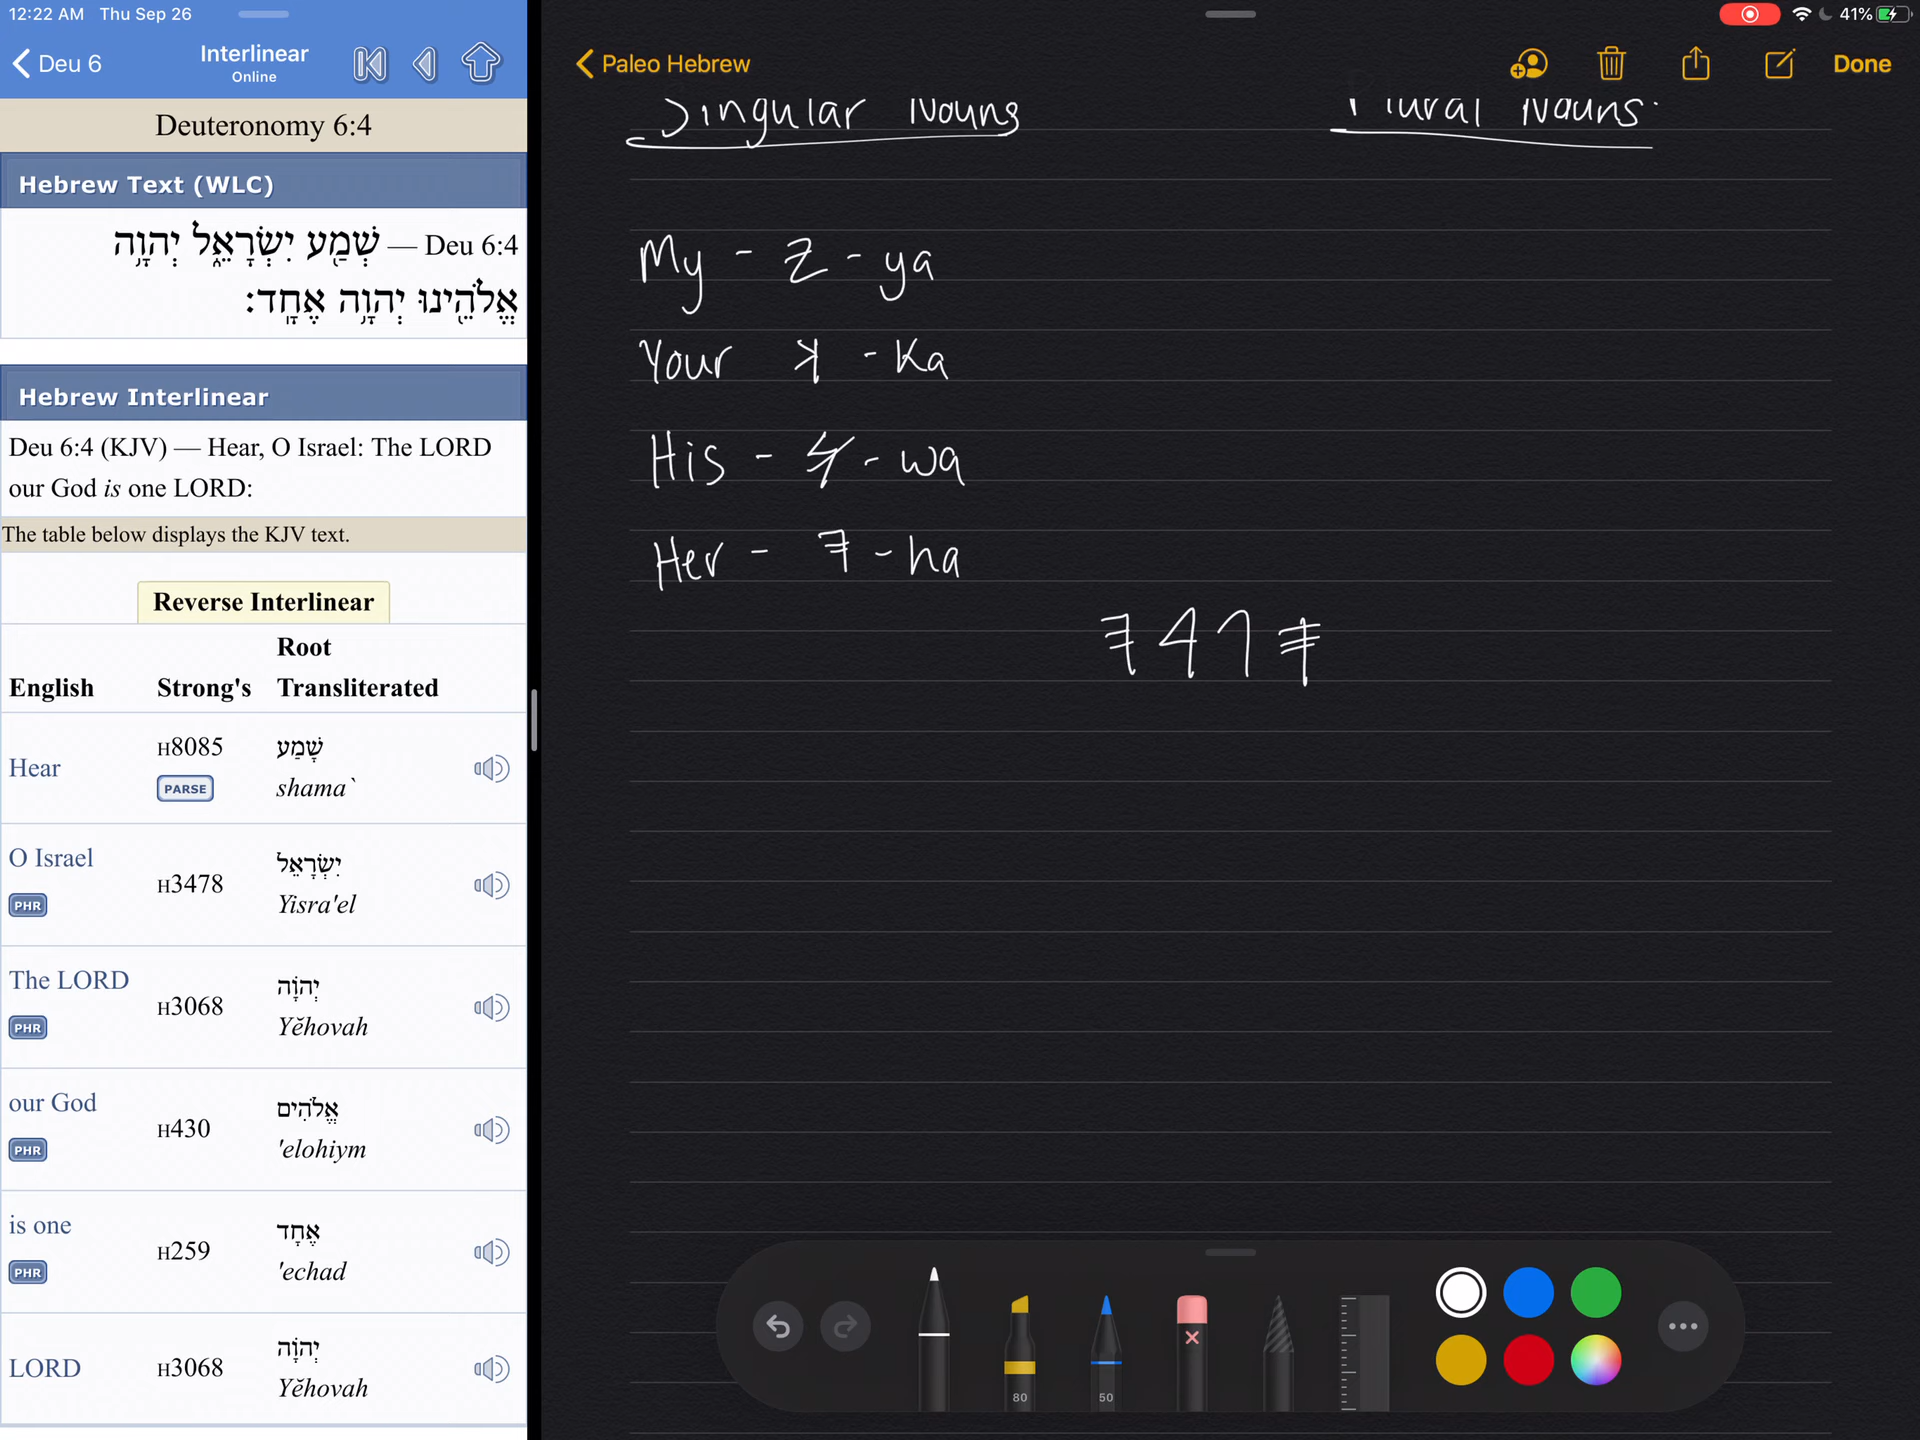 12:22 AM Thu Sep 26
41%
Deu 6
Interlinear
Online
Deuteronomy 6:4
Hebrew Text (WLC)
Deu 6:4 — שְׁמַ֖ע יִשְׂרָאֵ֑ל יְהוָ֥ה
אֱלֹהֵ֖ינוּ יְהוָ֥ה אֶחָֽד׃
Hebrew Interlinear
Deu 6:4 (KJV) — Hear, O Israel: The LORD
our God is one LORD:
The table below displays the KJV text.
Reverse Interlinear
English Strong's Root Transliterated
Hear H8085 שָׁמַע
PARSE shama`
O Israel H3478 יִשְׂרָאֵל
PHR Yisra'el
The LORD H3068 יְהוָֹה
PHR Yĕhovah
our God H430 אֱלֹהִים
PHR 'elohiym
is one H259 אֶחָד
PHR 'echad
LORD H3068 יְהוָֹה
Yĕhovah
Paleo Hebrew
Done
Singular Nouns
Plural Nouns
My - 𐤉 - ya
Your 𐤊 - Ka
His - 𐤅 - wa
Her - 𐤄 - ha
80
50